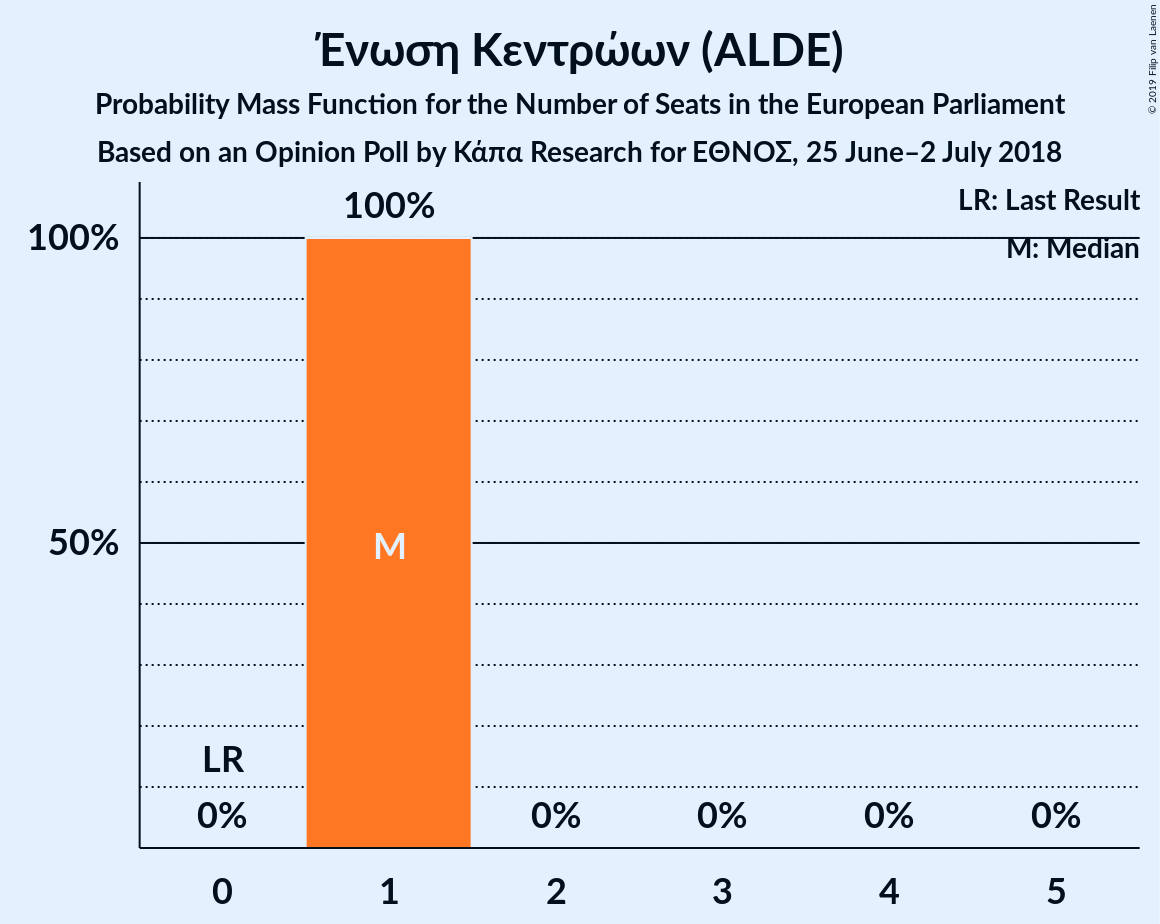 Ένωση Κεντρώων (ALDE)
Probability Mass Function for the Number of Seats in the European Parliament
Based on an Opinion Poll by Κάπα Research for ΕΘΝΟΣ, 25 June–2 July 2018
© 2019 Filip van Laenen
LR: Last Result
M: Median
100%
100%
50%
M
LR
0%
0%
0%
0%
0%
0
1
2
3
4
5